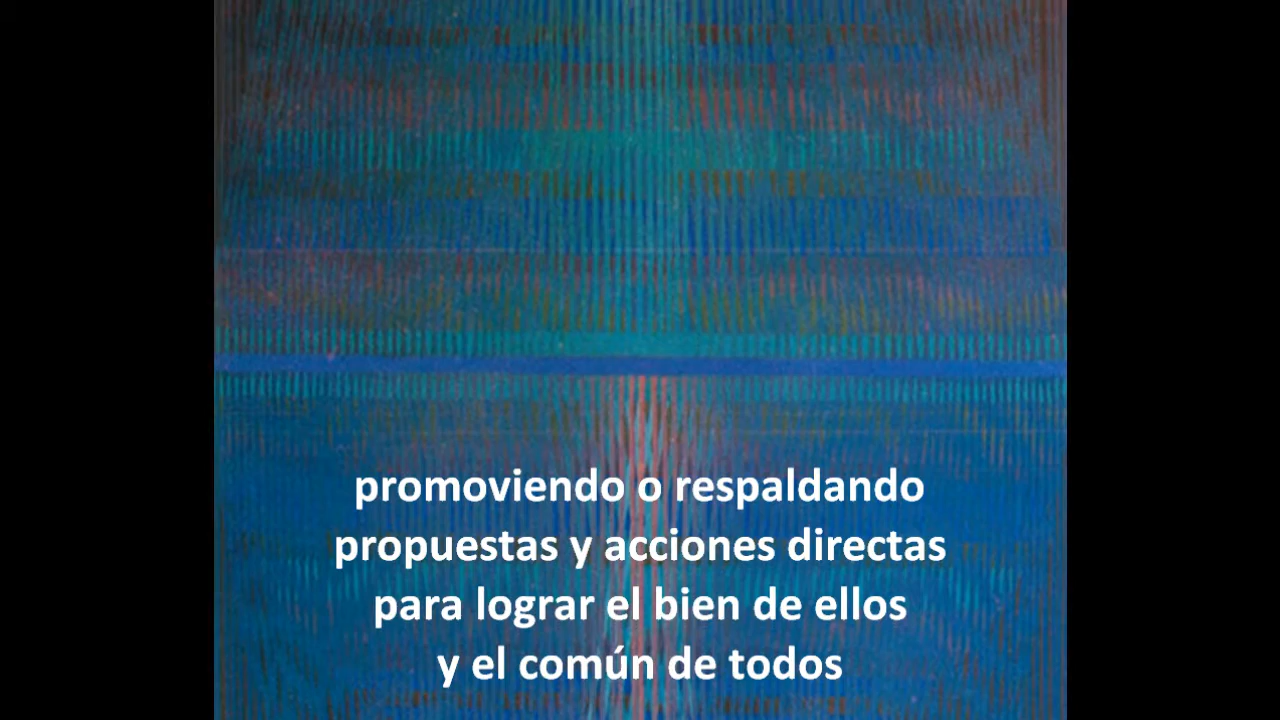 promoviendo o respaldando
propuestas y acciones directas
para lograr el bien de ellos
y el común de todos